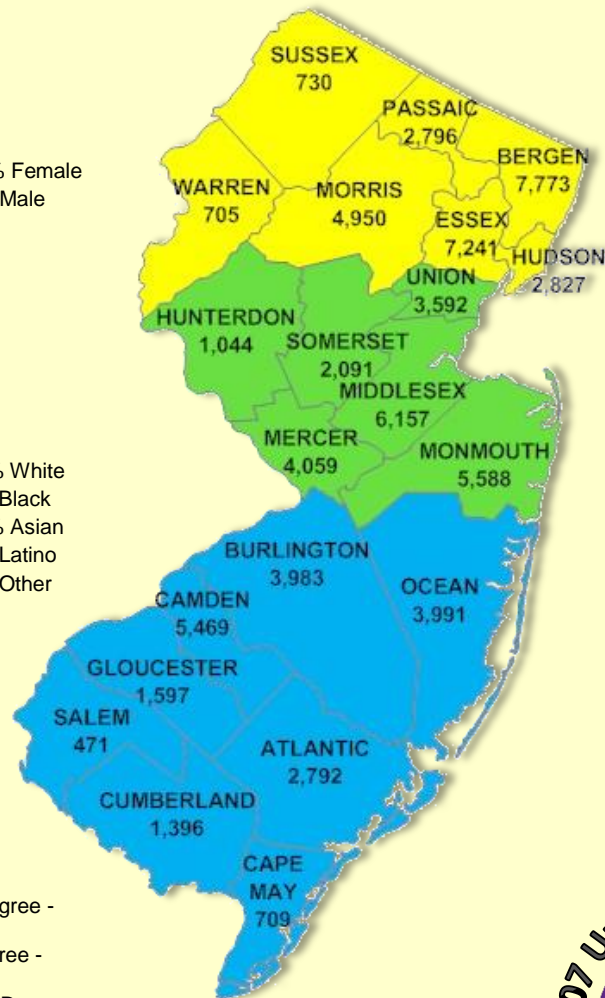 SUSSEX
730
PASSAIC
2,796
% Female
Male
BERGEN
7,773
WARREN
705
MORRIS
4,950
ESSEX
7,241
HUDSON
2,827
UNION
3,592
HUNTERDON
1,044
SOMERSET
2,091
MIDDLESEX
6,157
MERCER
4,059
MONMOUTH
5,588
% White
Black
% Asian
Latino
Other
BURLINGTON
3,983
OCEAN
3,991
CAMDEN
5,469
GLOUCESTER
1,597
SALEM
471
ATLANTIC
2,792
CUMBERLAND
1,396
CAPE
MAY
709
gree -
ree -
07 U